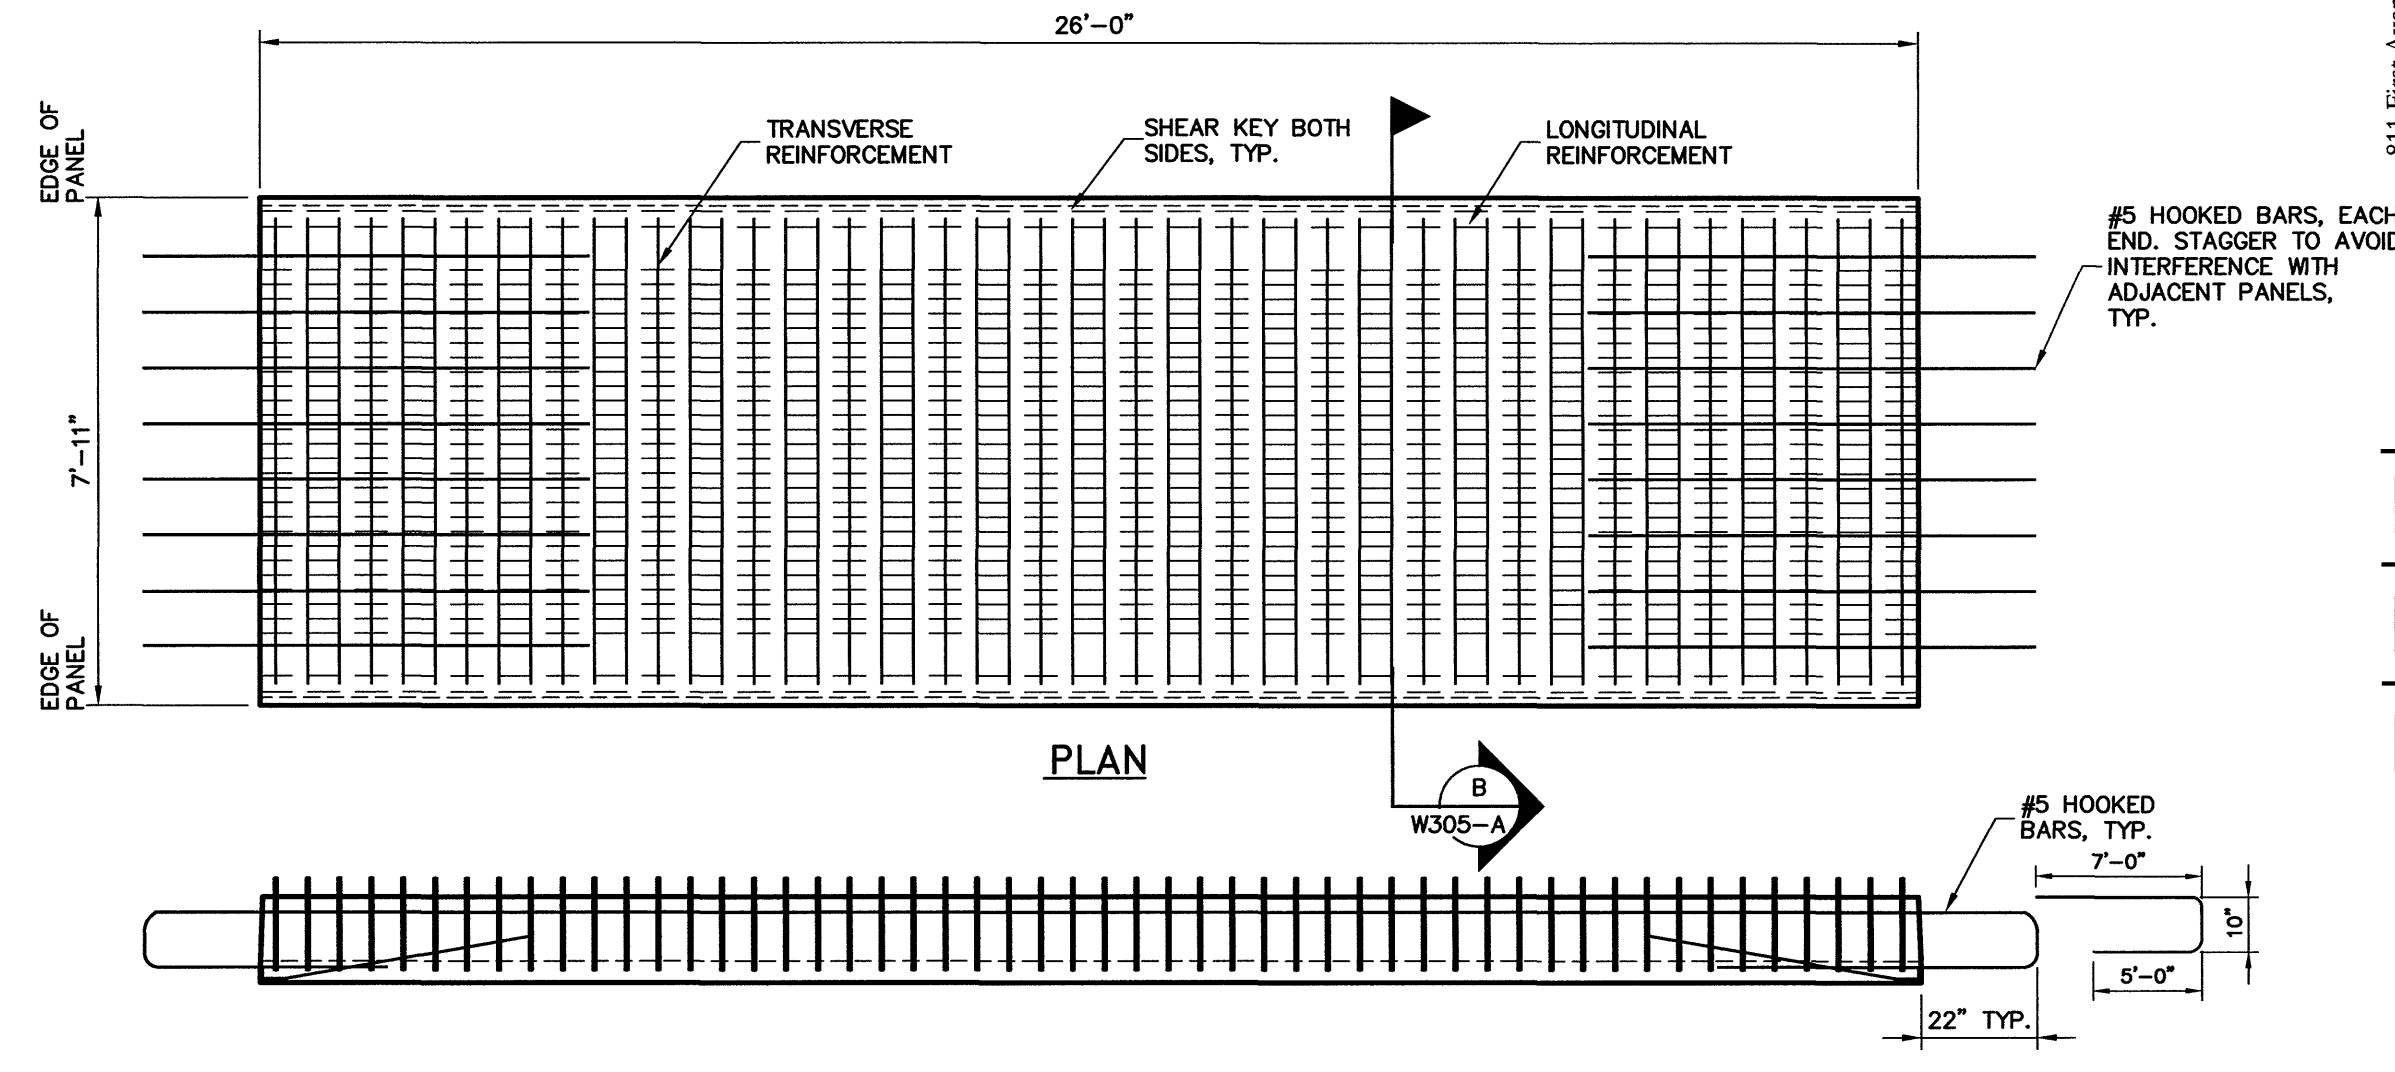 26'-0"
EDGE OF
PANEL
TRANSVERSE
REINFORCEMENT
SHEAR KEY BOTH
SIDES, TYP.
LONGITUDINAL
REINFORCEMENT
#5 HOOKED BARS, EACH
END. STAGGER TO AVOID
INTERFERENCE WITH
ADJACENT PANELS,
TYP.
7'-11"
EDGE OF
PANEL
PLAN
B
W305-A
#5 HOOKED
BARS, TYP.
7'-0"
10"
5'-0"
22" TYP.
811 First